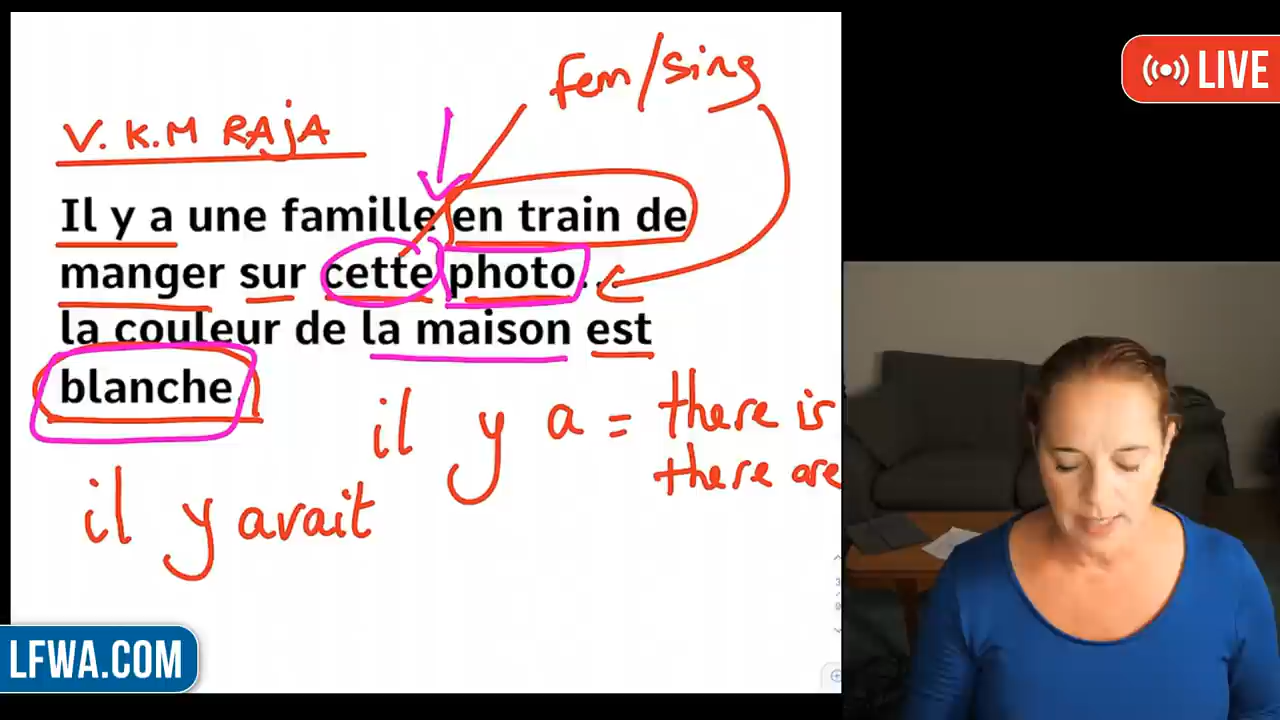 fem/sing
LIVE
V. K.M RAJA
Il y a une famille en train de
manger sur cette photo..
la couleur de la maison est
blanche
il y a = there is
there are
il y avait
LFWA.COM